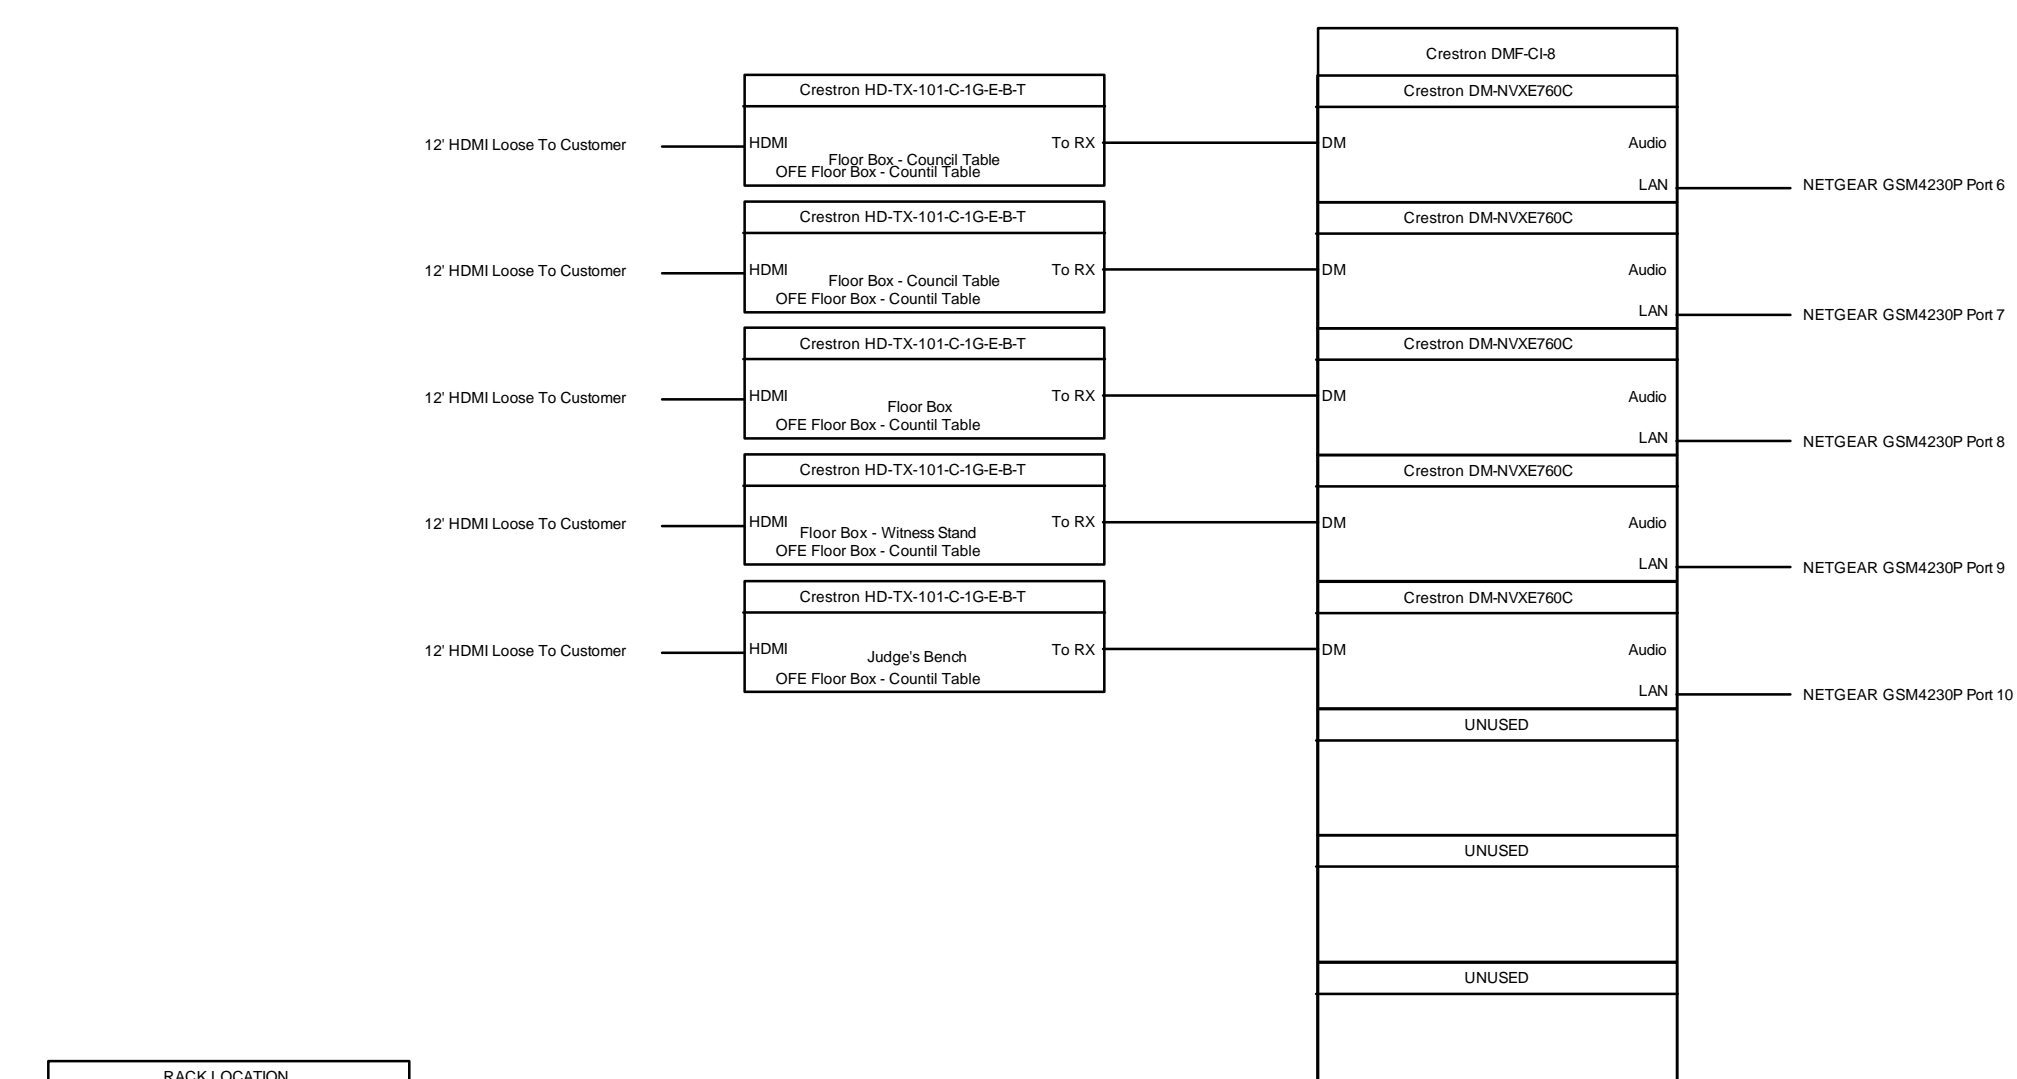 Crestron DMF-CI-8
Crestron HD-TX-101-C-1G-E-B-T
Crestron DM-NVXE760C
12' HDMI Loose To Customer
HDMI
To RX
Floor Box - Council Table
OFE Floor Box - Countil Table
DM
Audio
LAN
NETGEAR GSM4230P Port 6
Crestron HD-TX-101-C-1G-E-B-T
Crestron DM-NVXE760C
12' HDMI Loose To Customer
HDMI
To RX
Floor Box - Council Table
OFE Floor Box - Countil Table
DM
Audio
LAN
NETGEAR GSM4230P Port 7
Crestron HD-TX-101-C-1G-E-B-T
Crestron DM-NVXE760C
12' HDMI Loose To Customer
HDMI
To RX
Floor Box
OFE Floor Box - Countil Table
DM
Audio
LAN
NETGEAR GSM4230P Port 8
Crestron HD-TX-101-C-1G-E-B-T
Crestron DM-NVXE760C
12' HDMI Loose To Customer
HDMI
To RX
Floor Box - Witness Stand
OFE Floor Box - Countil Table
DM
Audio
LAN
NETGEAR GSM4230P Port 9
Crestron HD-TX-101-C-1G-E-B-T
Crestron DM-NVXE760C
12' HDMI Loose To Customer
HDMI
To RX
Judge's Bench
OFE Floor Box - Countil Table
DM
Audio
LAN
NETGEAR GSM4230P Port 10
UNUSED
UNUSED
UNUSED
RACK LOCATION